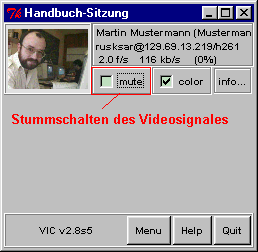 Handbuch-Sitzung
Martin Mustermann (Musterman
rusksar@129.69.13.219/h261
2.0 f/s 116 kb/s (0%)
mute color info...
Stummschalten des Videosignales
VIC v2.8s5 Menu Help Quit